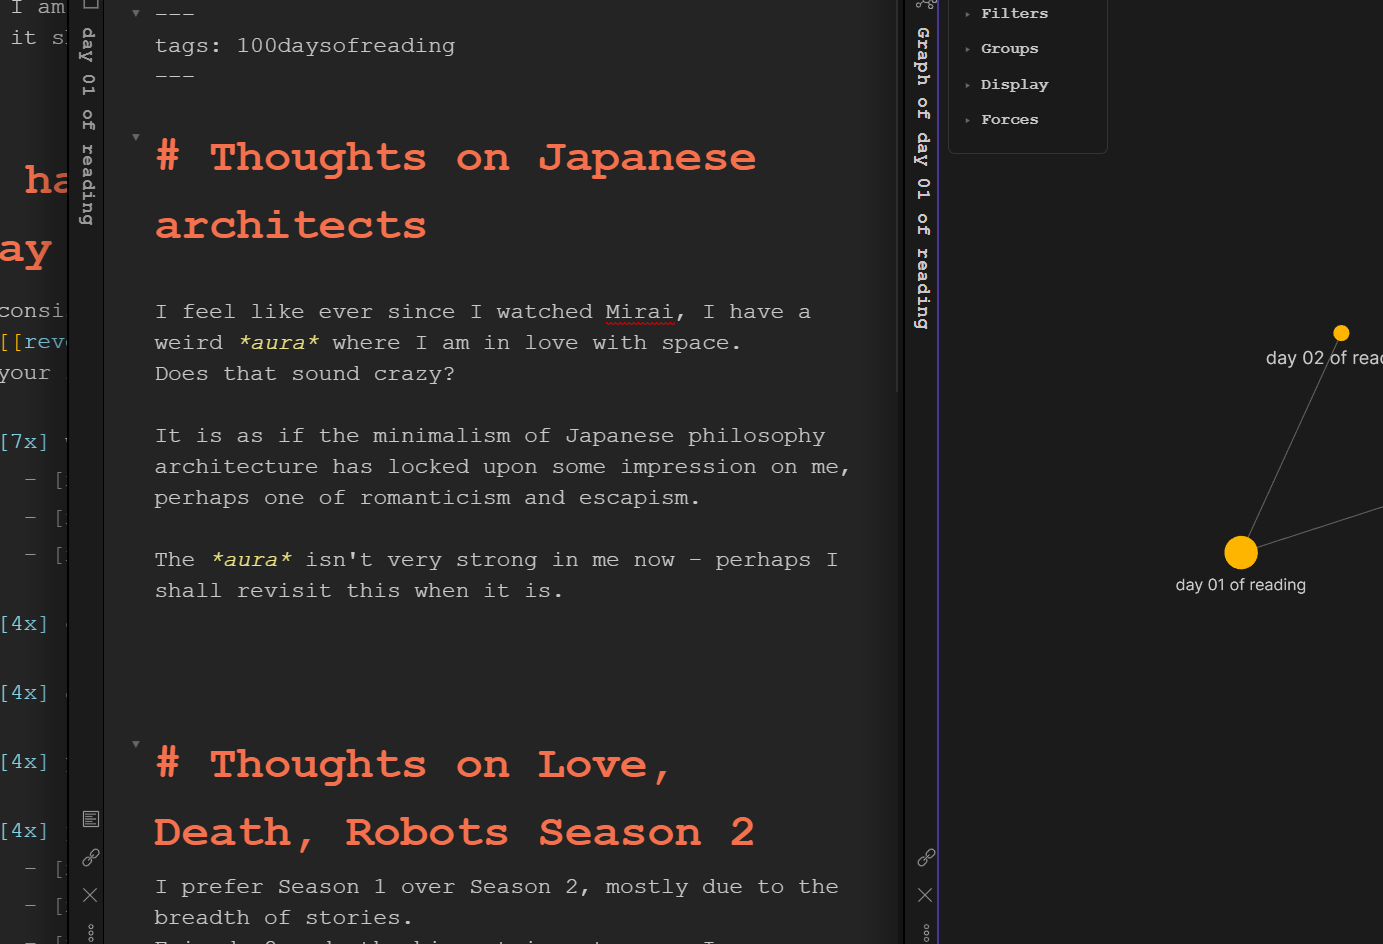 I am
it
ha
ay
consi
[[rev
your
[7x]
- [
- [
- [
[4x]
[4x]
[4x]
[4x]
- [
- [
- [
day 01 of reading
---
tags: 100daysofreading
---
# Thoughts on Japanese
architects
I feel like ever since I watched Mirai, I have a
weird *aura* where I am in love with space.
Does that sound crazy?
It is as if the minimalism of Japanese philosophy
architecture has locked upon some impression on me,
perhaps one of romanticism and escapism.
The *aura* isn't very strong in me now - perhaps I
shall revisit this when it is.
# Thoughts on Love,
Death, Robots Season 2
I prefer Season 1 over Season 2, mostly due to the
breadth of stories.
Graph of day 01 of reading
Filters
Groups
Display
Forces
day 02 of read
day 01 of reading